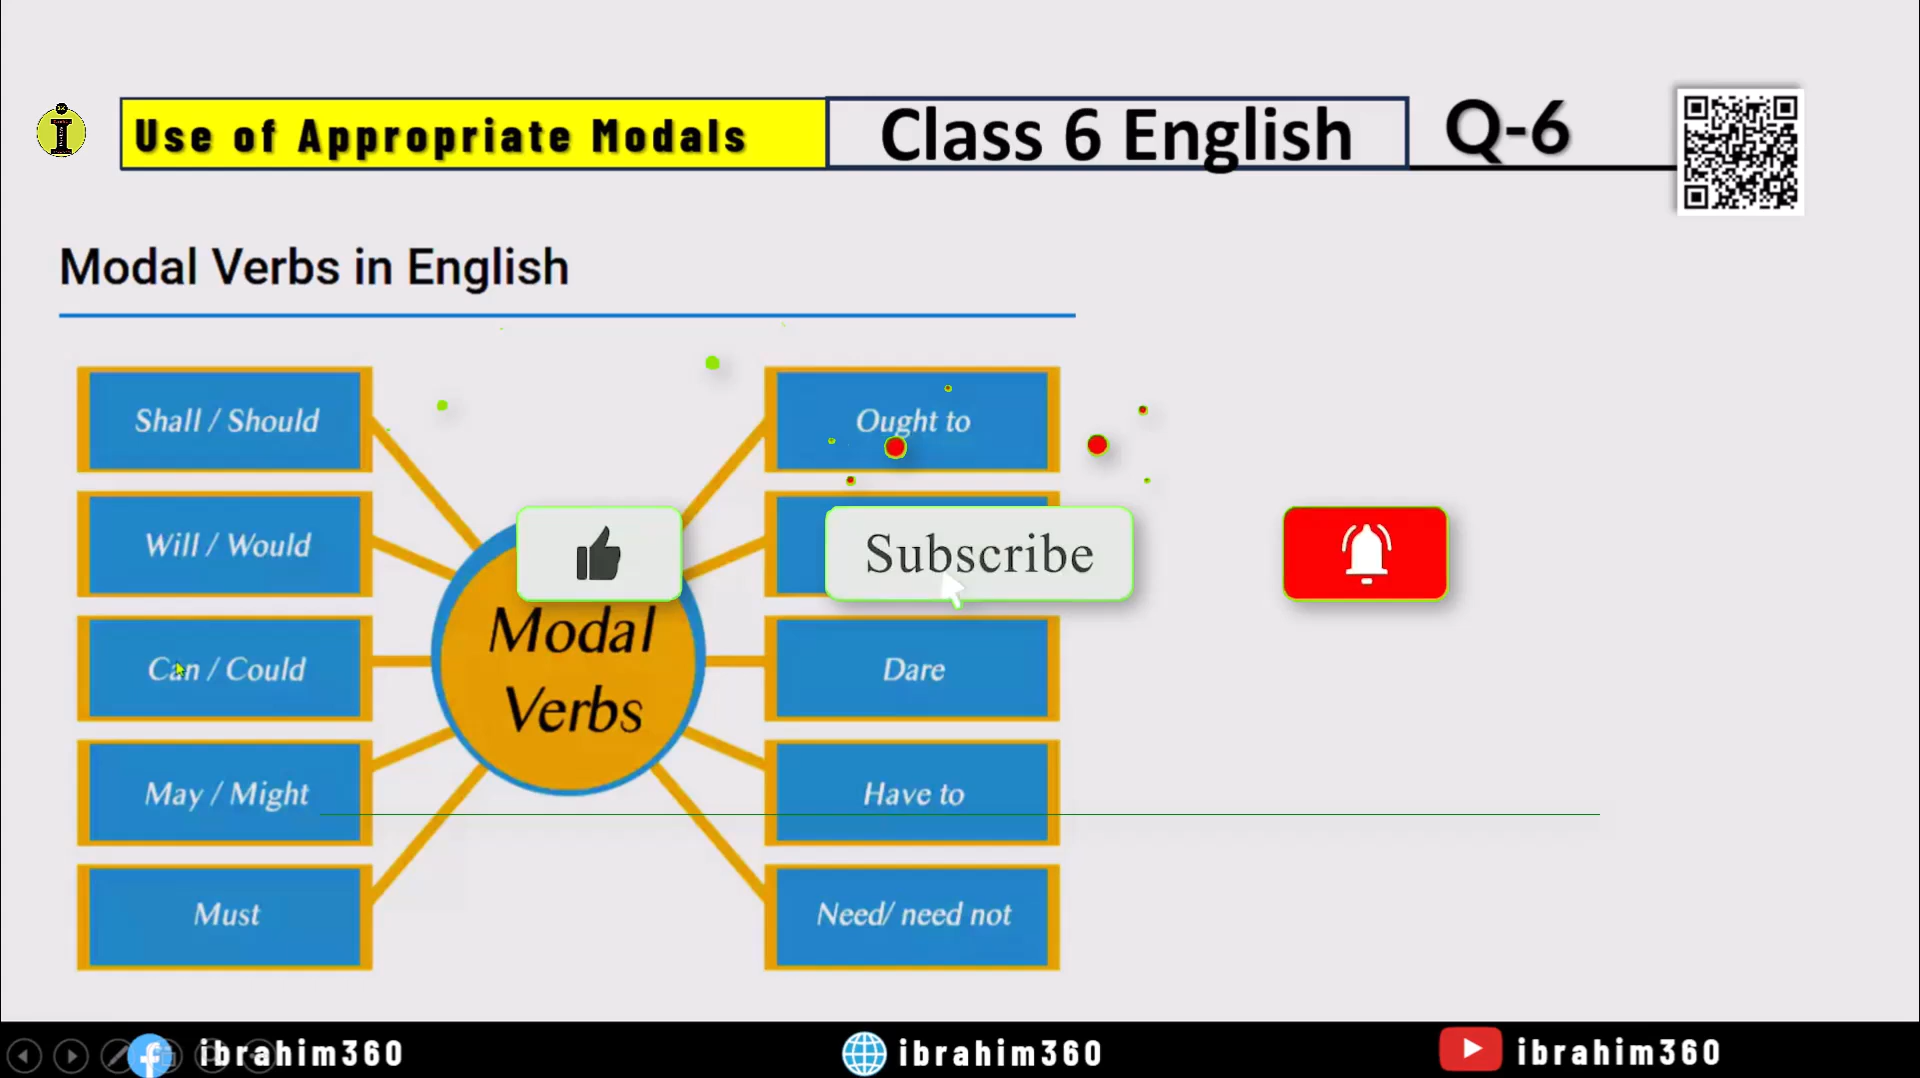 Use of Appropriate Modals
Class 6 English
Q-6
Modal Verbs in English
Shall / Should
Ought to
Will / Would
Subscribe
Modal
Verbs
Can / Could
Dare
May / Might
Have to
Must
Need/ need not
ibrahim360
ibrahim360
ibrahim360